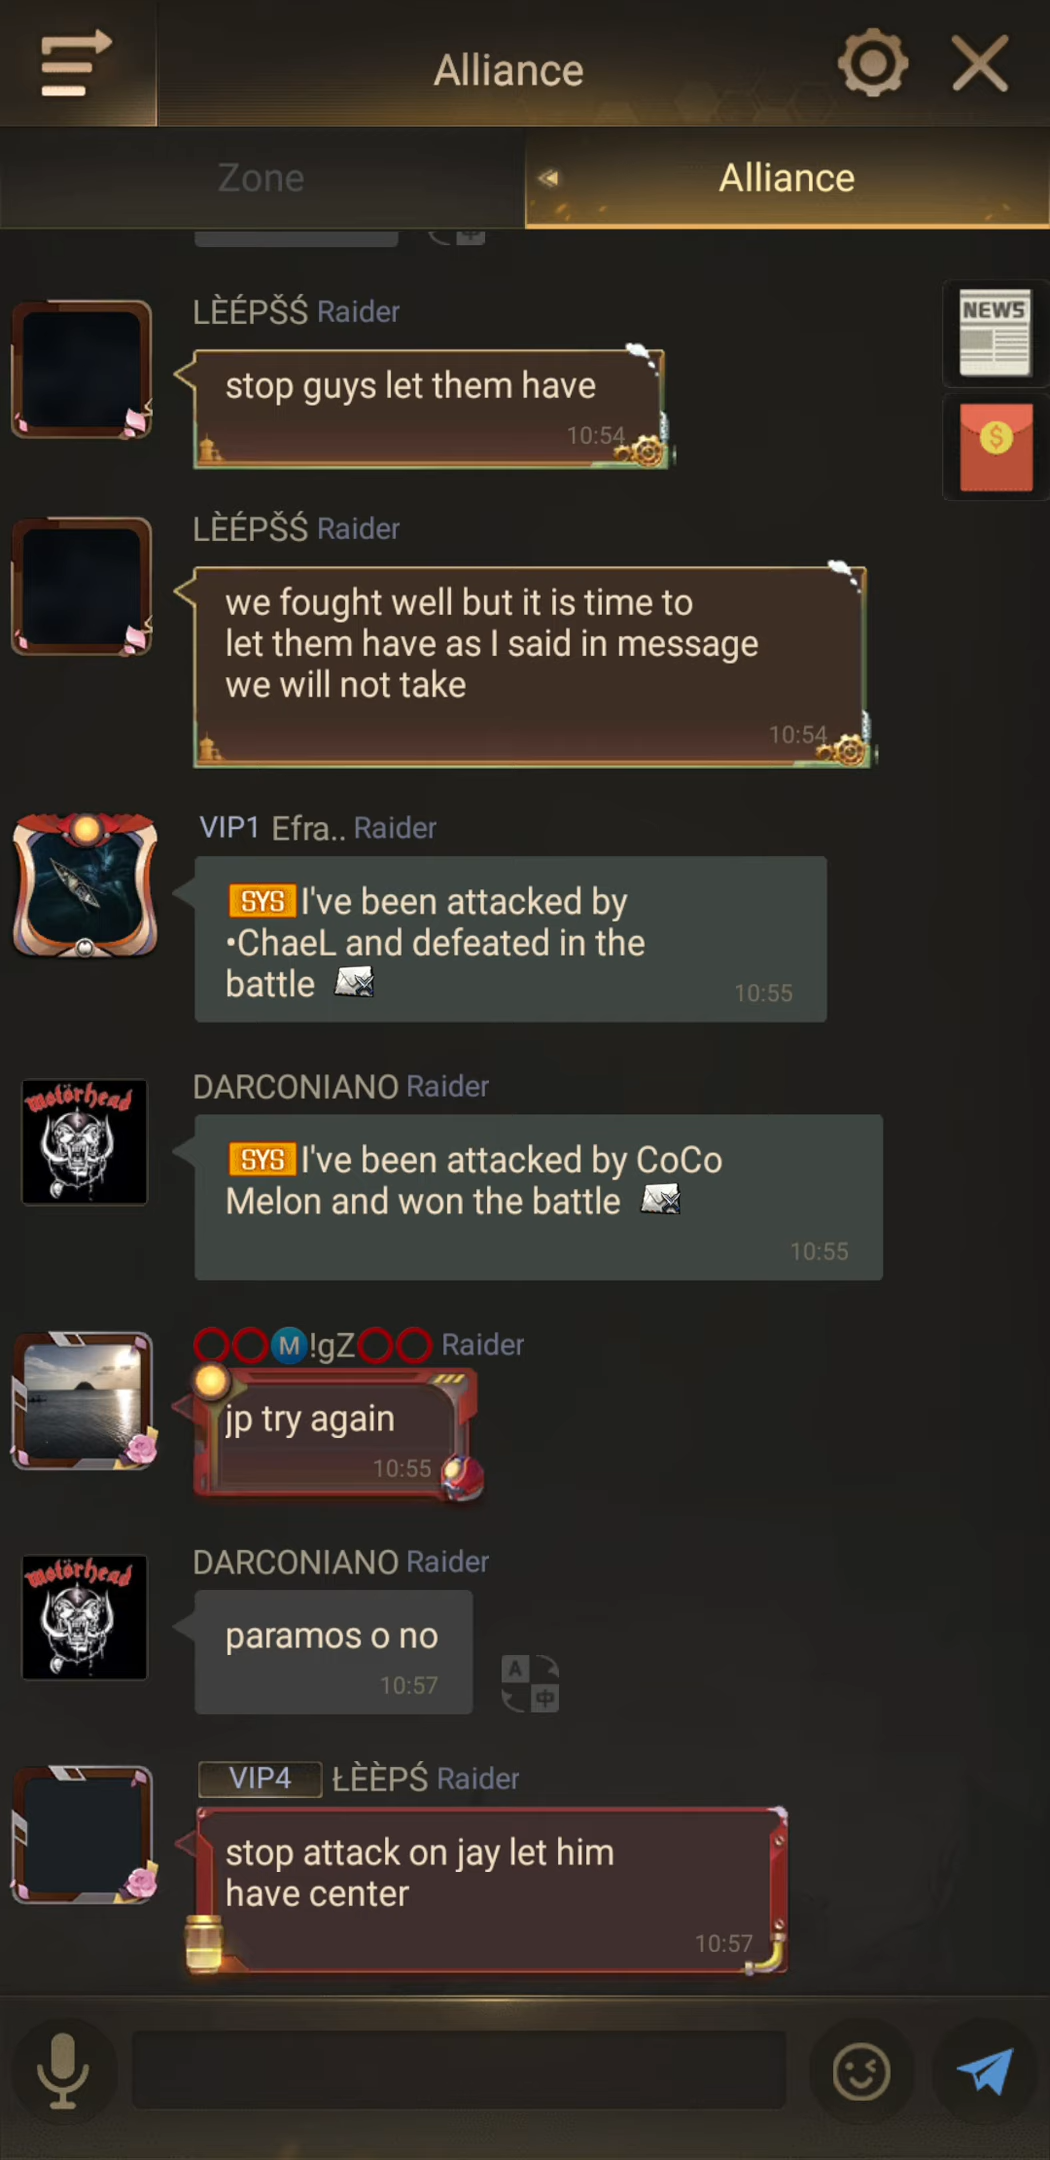 Alliance
Zone
Alliance
NEWS
LÈÉPŠŚ Raider
stop guys let them have
10:54
LÈÉPŠŚ Raider
we fought well but it is time to
let them have as I said in message
we will not take
10:54
VIP1 Efra.. Raider
SYS I've been attacked by
•ChaeL and defeated in the
battle
10:55
motörhead
DARCONIANO Raider
SYS I've been attacked by CoCo
Melon and won the battle
10:55
⭕⭕Ⓜ️!gZ⭕⭕ Raider
jp try again
10:55
motörhead
DARCONIANO Raider
paramos o no
10:57
A
中
VIP4 ŁÈÈPŚ Raider
stop attack on jay let him
have center
10:57